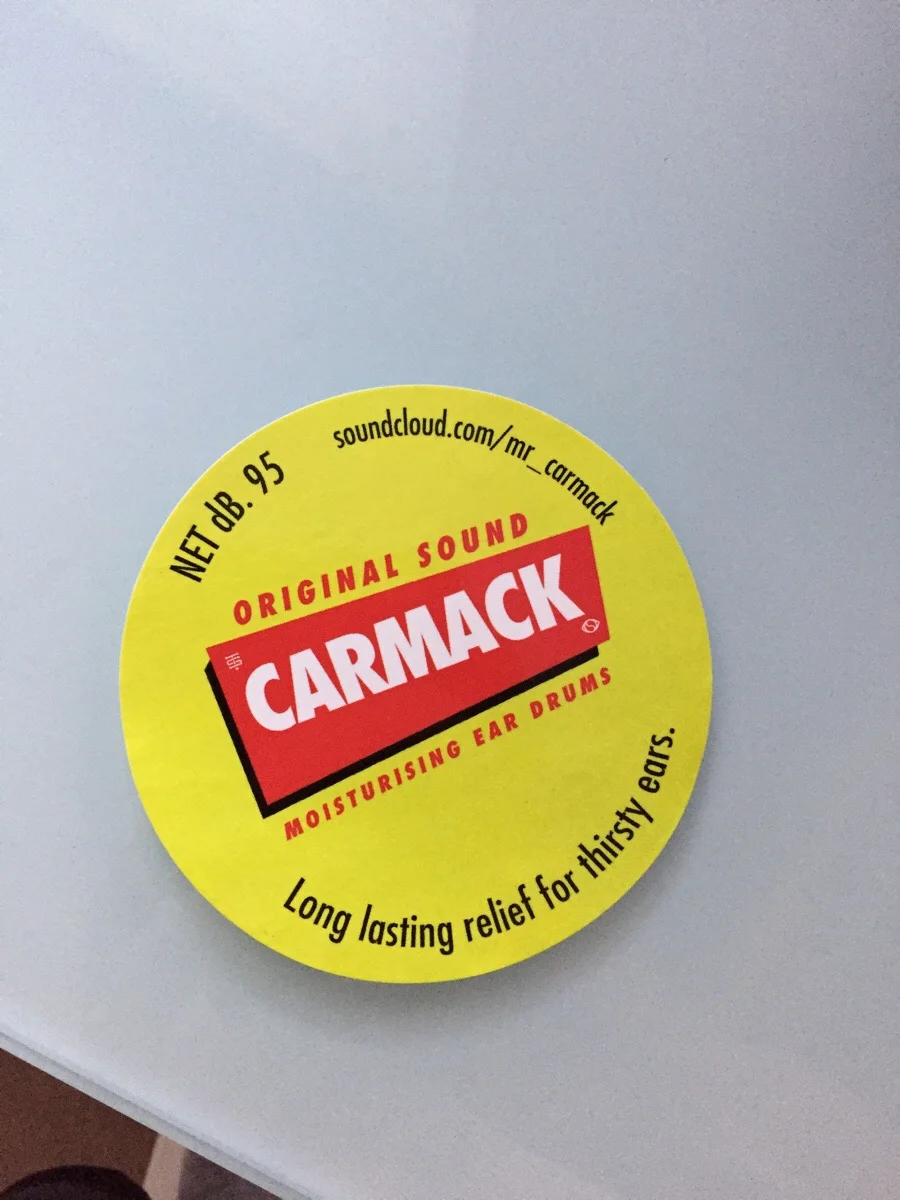 NET dB. 95
soundcloud.com/mr_carmack
ORIGINAL SOUND
CARMACK
MOISTURISING EAR DRUMS
Long lasting relief for thirsty ears.